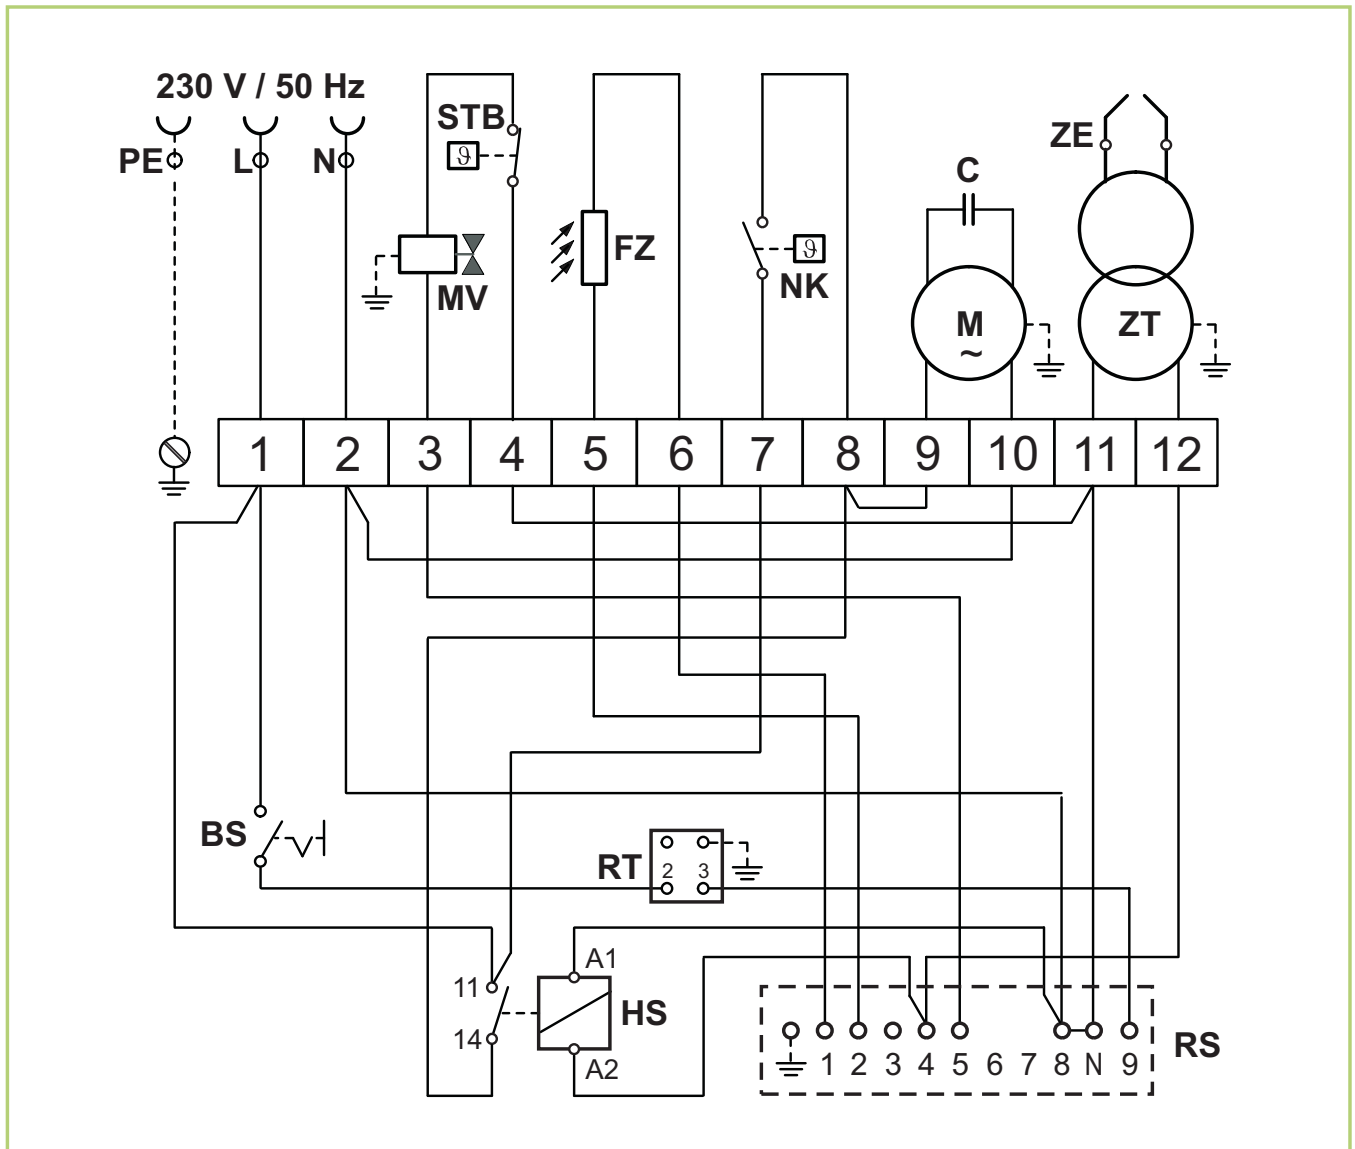 230 V / 50 Hz
PE L N
STB
ϑ
MV
FZ
ϑ
NK
C
M
~
ZE
ZT
1 2 3 4 5 6 7 8 9 10 11 12
BS
RT
2 3
A1
11
14
HS
A2
1 2 3 4 5 6 7 8 N 9
RS